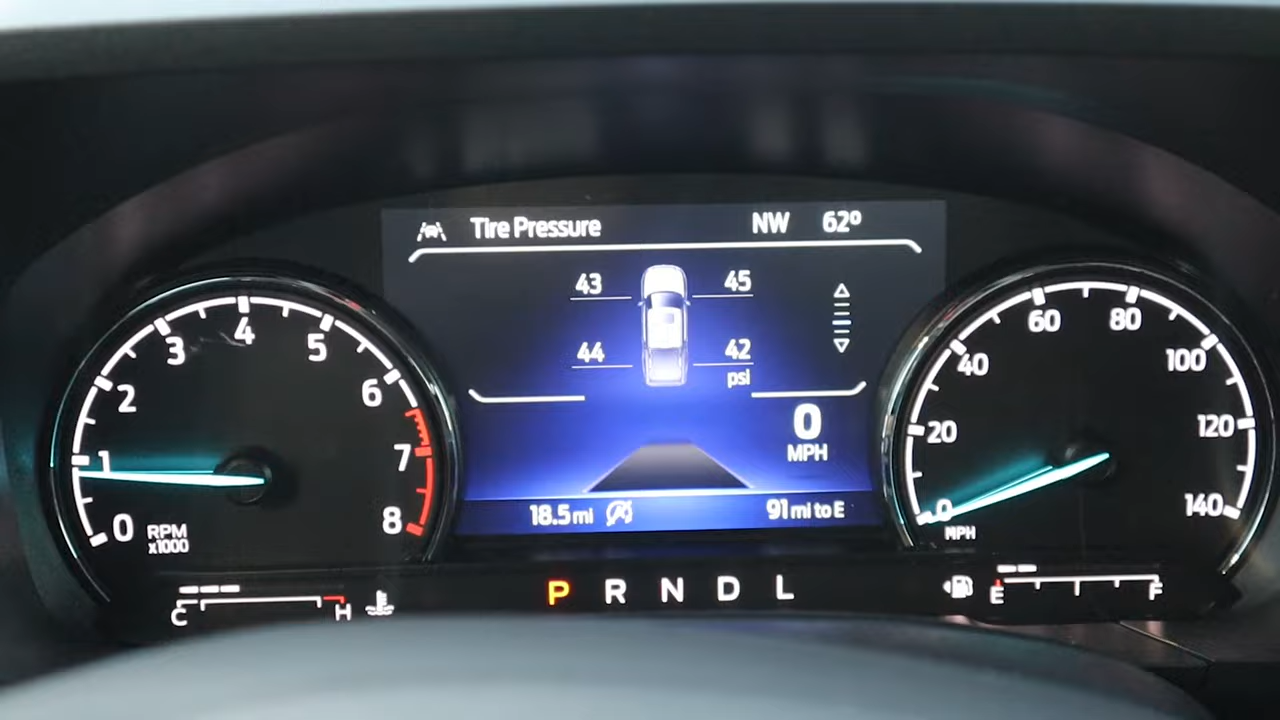 Tire Pressure NW 62°
43 45
44 42
psi
0
MPH
18.5 mi 91 mi to E
0 1 2 3 4 5 6 7 8
RPM
x1000
0 20 40 60 80 100 120 140
MPH
P R N D L
C H
E F